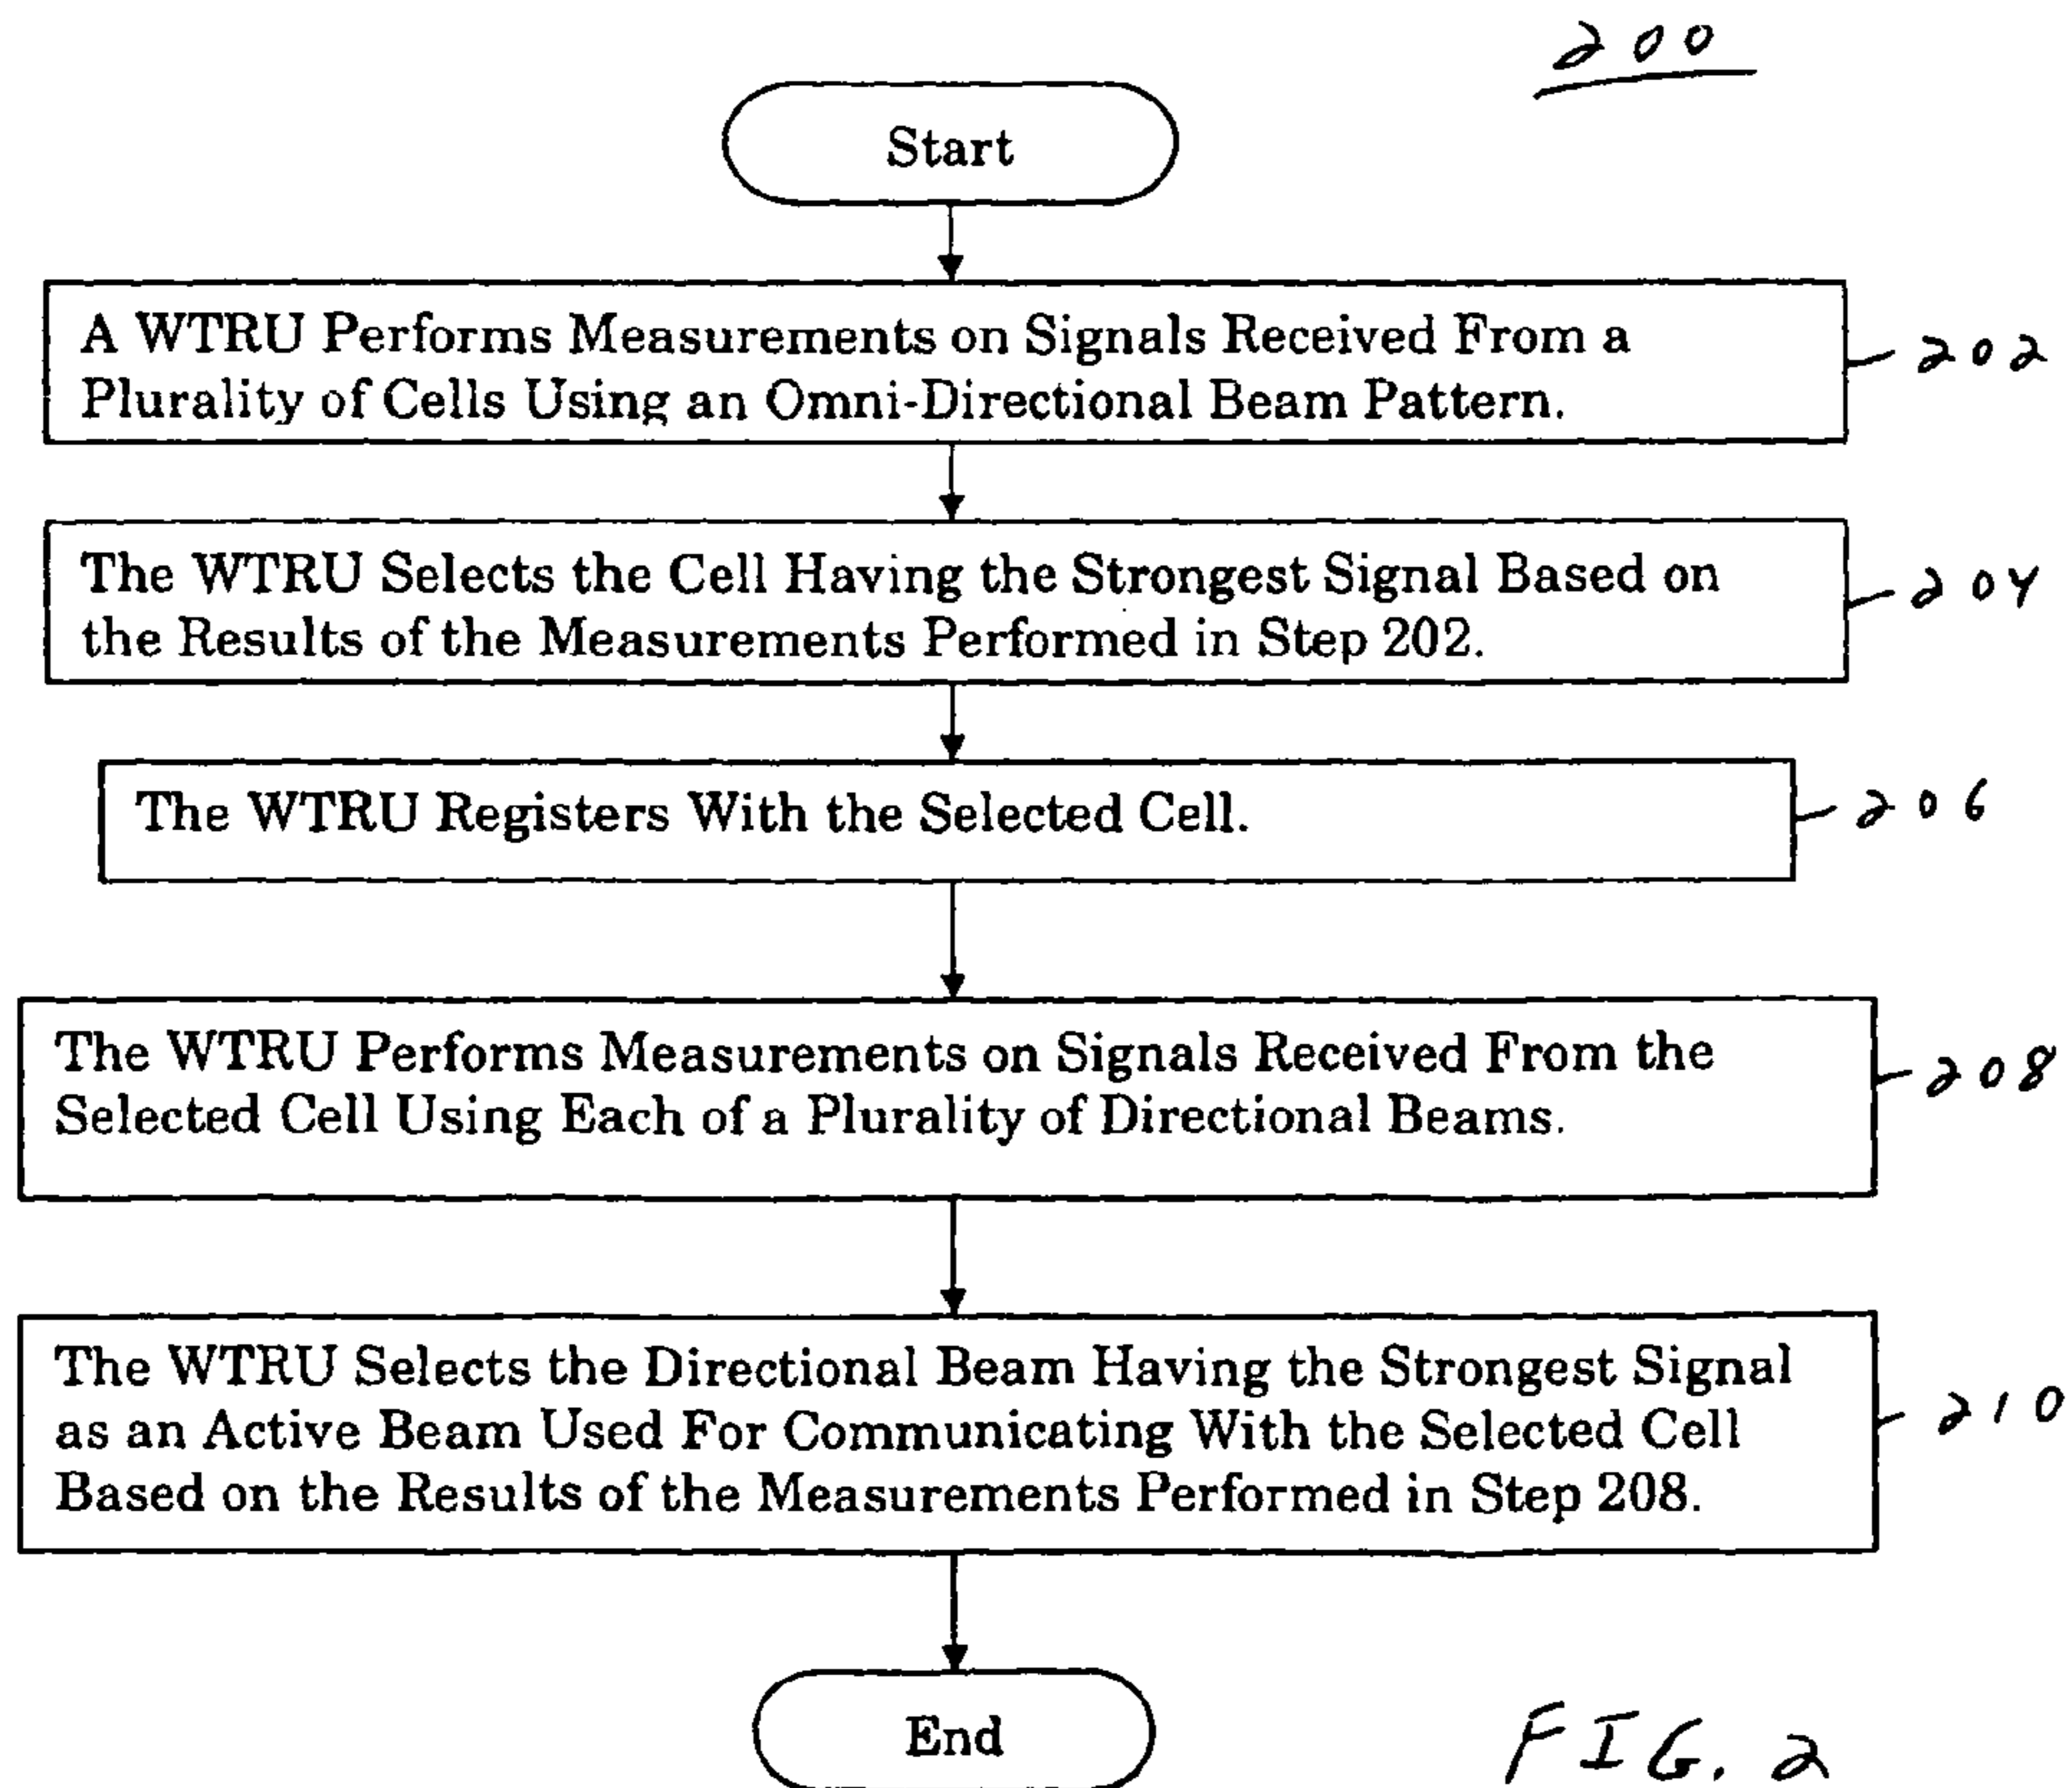 200
Start
A WTRU Performs Measurements on Signals Received From a
Plurality of Cells Using an Omni-Directional Beam Pattern.
202
The WTRU Selects the Cell Having the Strongest Signal Based on
the Results of the Measurements Performed in Step 202.
204
The WTRU Registers With the Selected Cell.
206
The WTRU Performs Measurements on Signals Received From the
Selected Cell Using Each of a Plurality of Directional Beams.
208
The WTRU Selects the Directional Beam Having the Strongest Signal
as an Active Beam Used For Communicating With the Selected Cell
Based on the Results of the Measurements Performed in Step 208.
210
End
FIG. 2